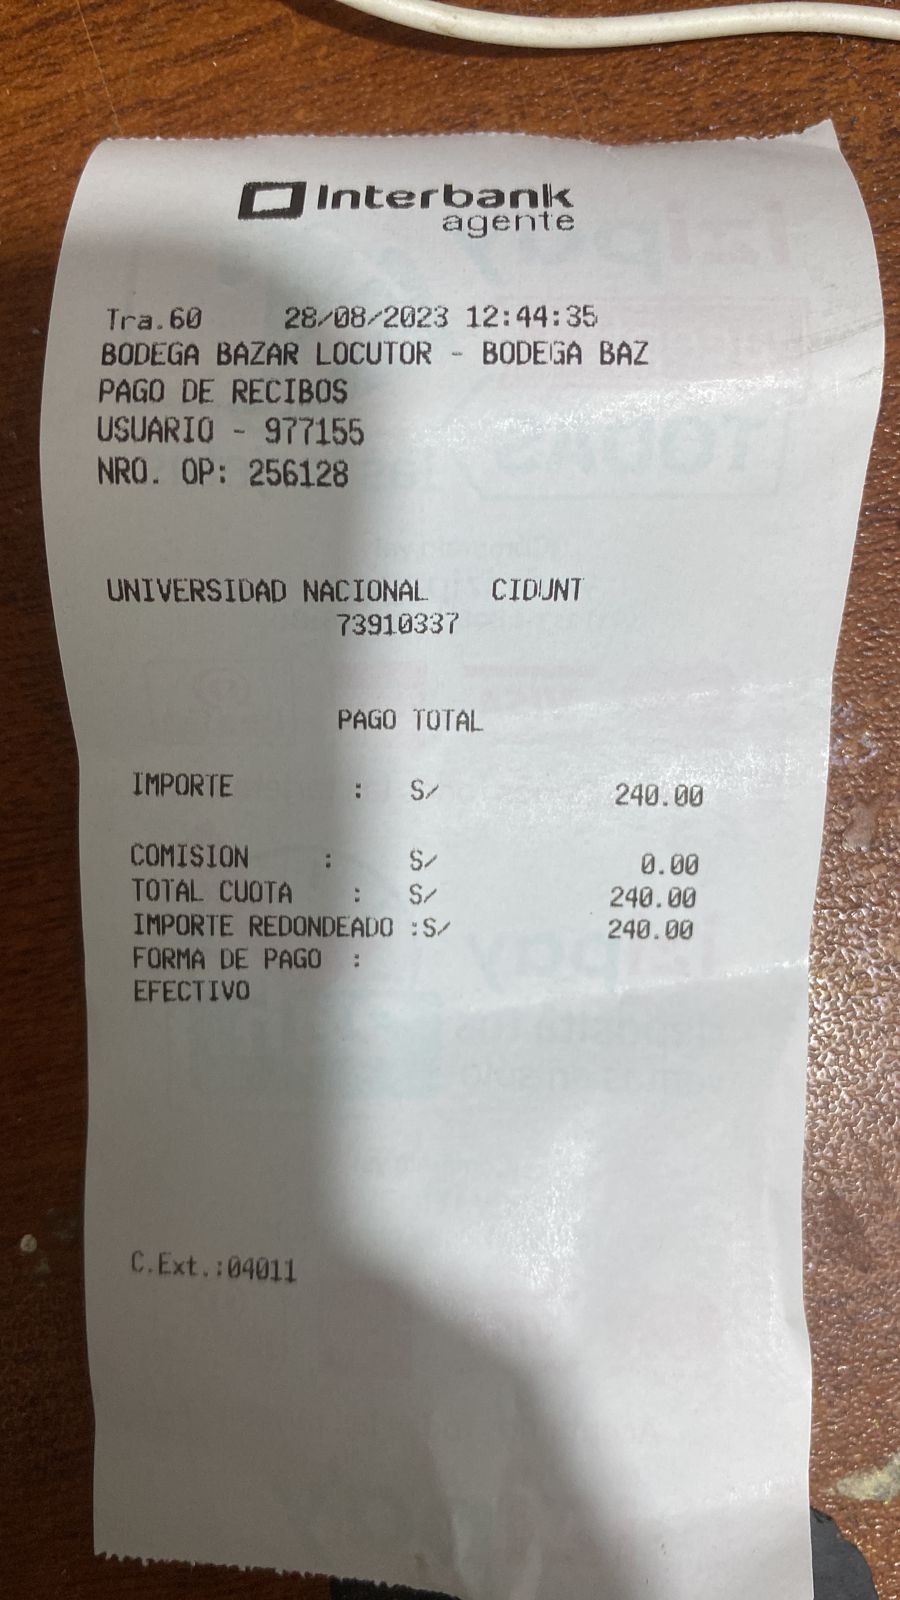 Interbank
agente
Tra.60 28/08/2023 12:44:35
BODEGA BAZAR LOCUTOR - BODEGA BAZ
PAGO DE RECIBOS
USUARIO - 977155
NRO. OP: 256128
UNIVERSIDAD NACIONAL CIDUNT
73910337
PAGO TOTAL
IMPORTE : S/ 240.00
COMISION : S/ 0.00
TOTAL CUOTA : S/ 240.00
IMPORTE REDONDEADO :S/ 240.00
FORMA DE PAGO :
EFECTIVO
C.Ext.:04011